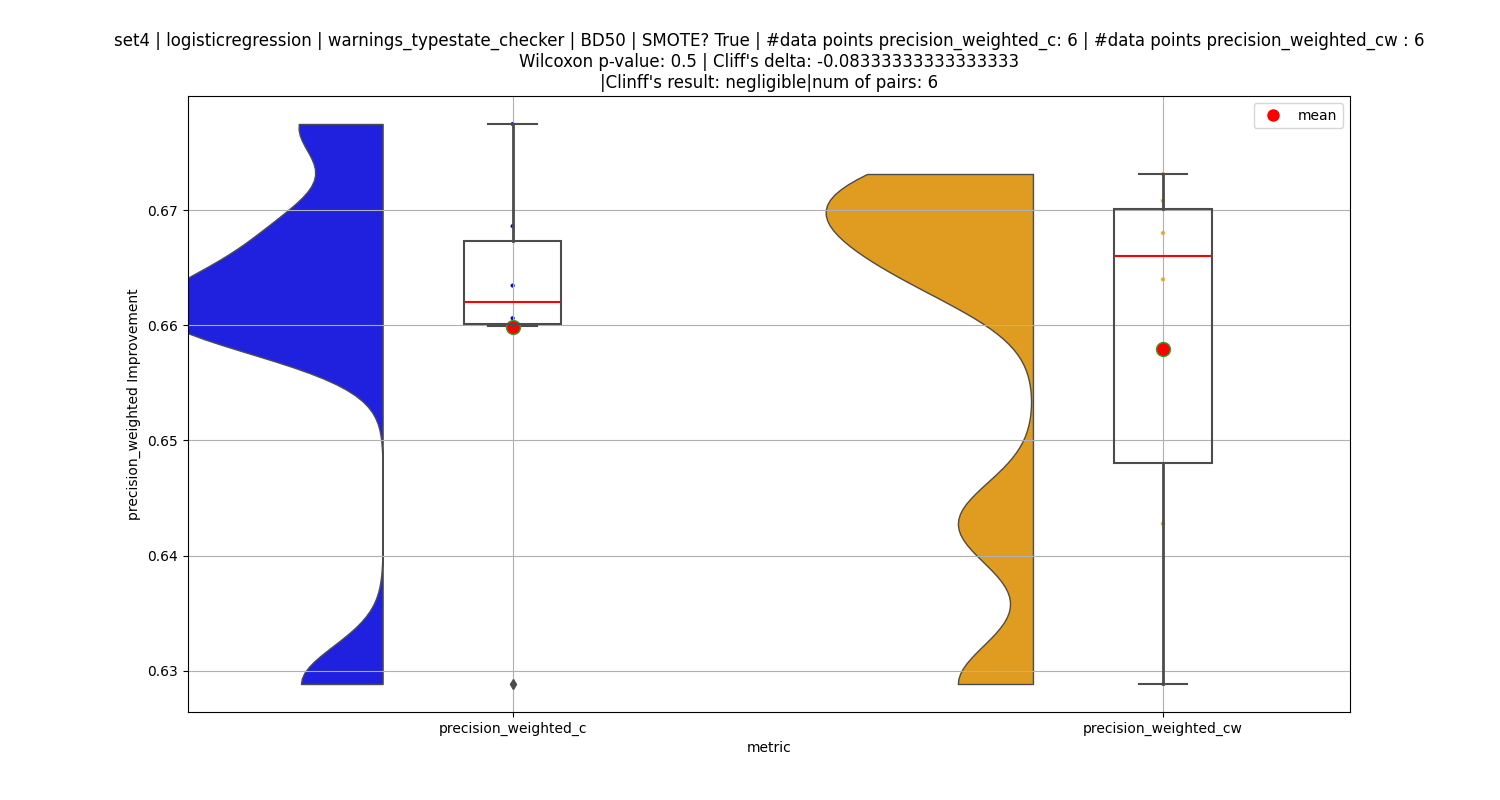 set4 | logisticregression | warnings_typestate_checker | BD50 | SMOTE? True | #data points precision_weighted_c: 6 | #data points precision_weighted_cw : 6
Wilcoxon p-value: 0.5 | Cliff's delta: -0.08333333333333333
|Clinff's result: negligible|num of pairs: 6
mean
precision_weighted Improvement
0.67
0.66
0.65
0.64
0.63
precision_weighted_c
precision_weighted_cw
metric